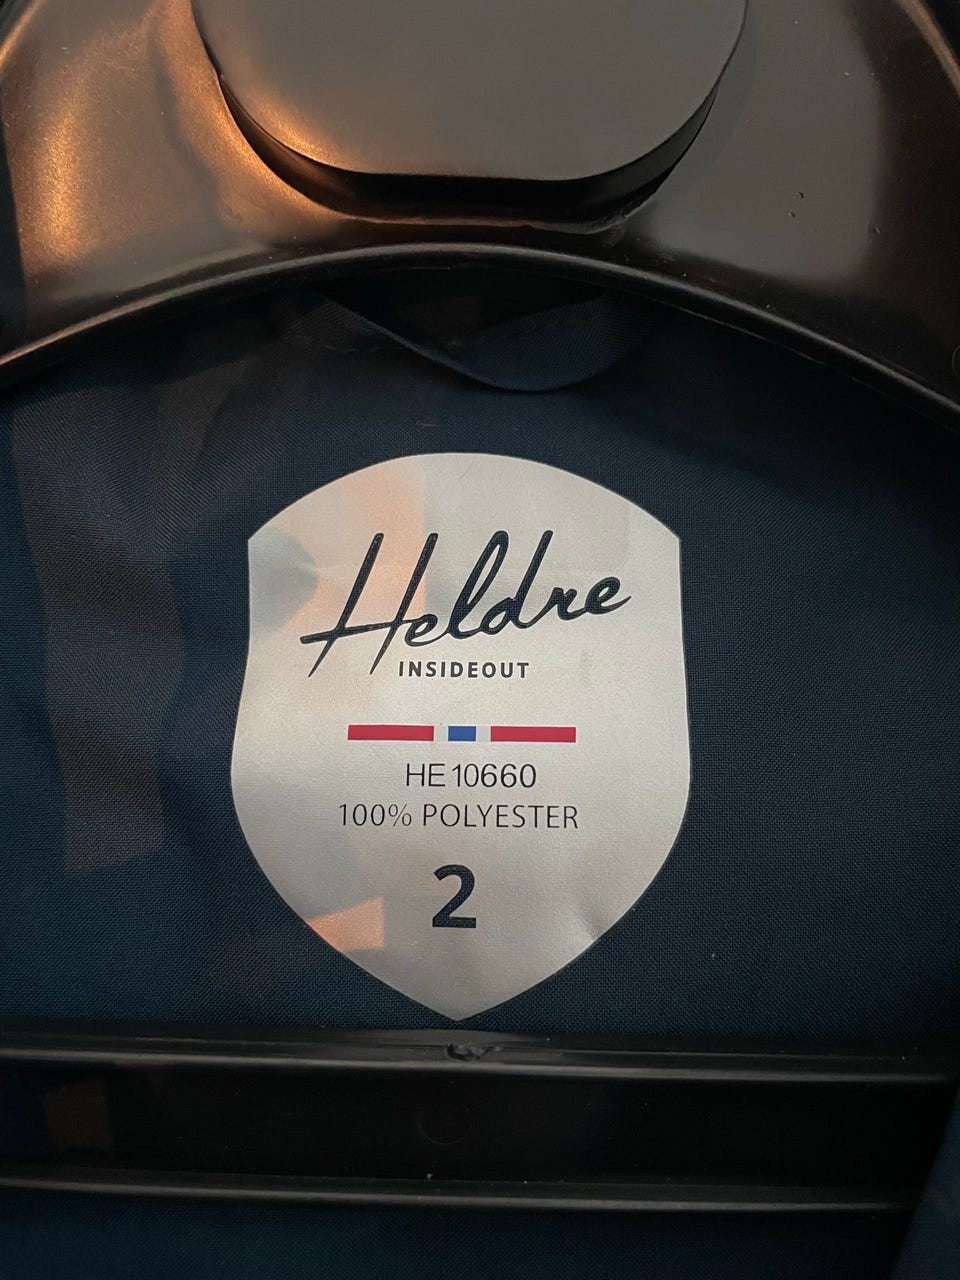 Heldre
INSIDEOUT
HE 10660
100% POLYESTER
2